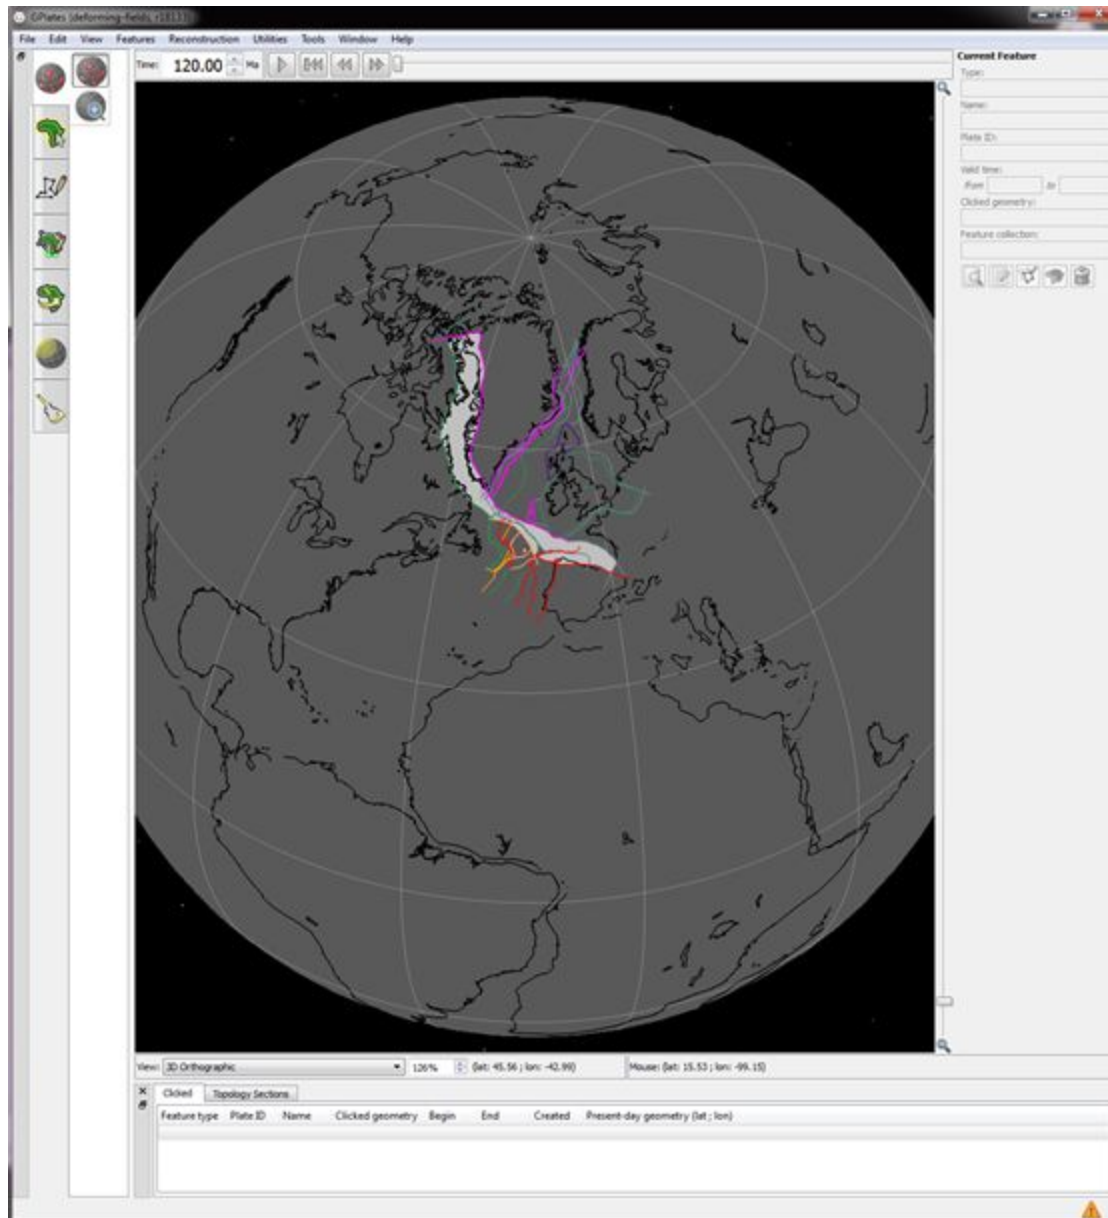 GPlates (deforming-fields, r18133)
File Edit View Features Reconstruction Utilities Tools Window Help
Time: 120.00 Ma
Current Feature
Type:
Name:
Plate ID:
Valid time:
From to
Clicked geometry:
Feature collection:
View: 3D Orthographic 126% (lat: 45.56 ; lon: -42.99) Mouse: (lat: 15.53 ; lon: -99.15)
Clicked Topology Sections
Feature type Plate ID Name Clicked geometry Begin End Created Present-day geometry (lat ; lon)